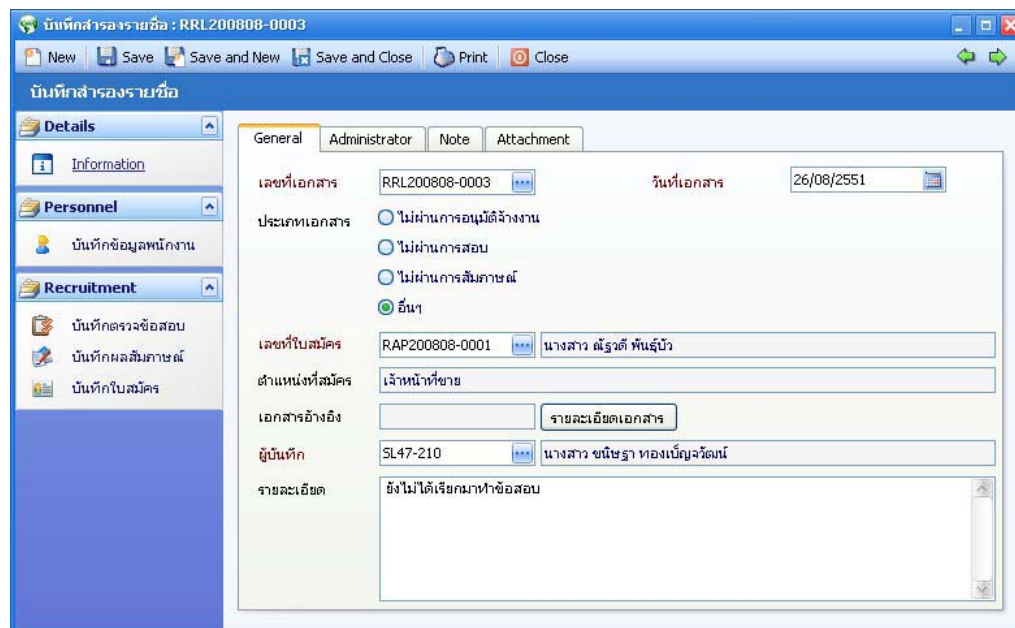 บันทึกสำรองรายชื่อ : RRL200808-0003
New Save Save and New Save and Close Print Close
บันทึกสำรองรายชื่อ
Details
Information
Personnel
บันทึกข้อมูลพนักงาน
Recruitment
บันทึกตรวจข้อสอบ
บันทึกผลสัมภาษณ์
บันทึกใบสมัคร
General Administrator Note Attachment
เลขที่เอกสาร RRL200808-0003 วันที่เอกสาร 26/08/2551
ประเภทเอกสาร ไม่ผ่านการอนุมัติจ้างงาน
ไม่ผ่านการสอบ
ไม่ผ่านการสัมภาษณ์
อื่นๆ
เลขที่ใบสมัคร RAP200808-0001 นางสาว ณัฐวดี พันธุ์บัว
ตำแหน่งที่สมัคร เจ้าหน้าที่ขาย
เอกสารอ้างอิง รายละเอียดเอกสาร
ผู้บันทึก SL47-210 นางสาว ขนิษฐา ทองเบ็ญจวัฒน์
รายละเอียด ยังไม่ได้เรียกมาทำข้อสอบ